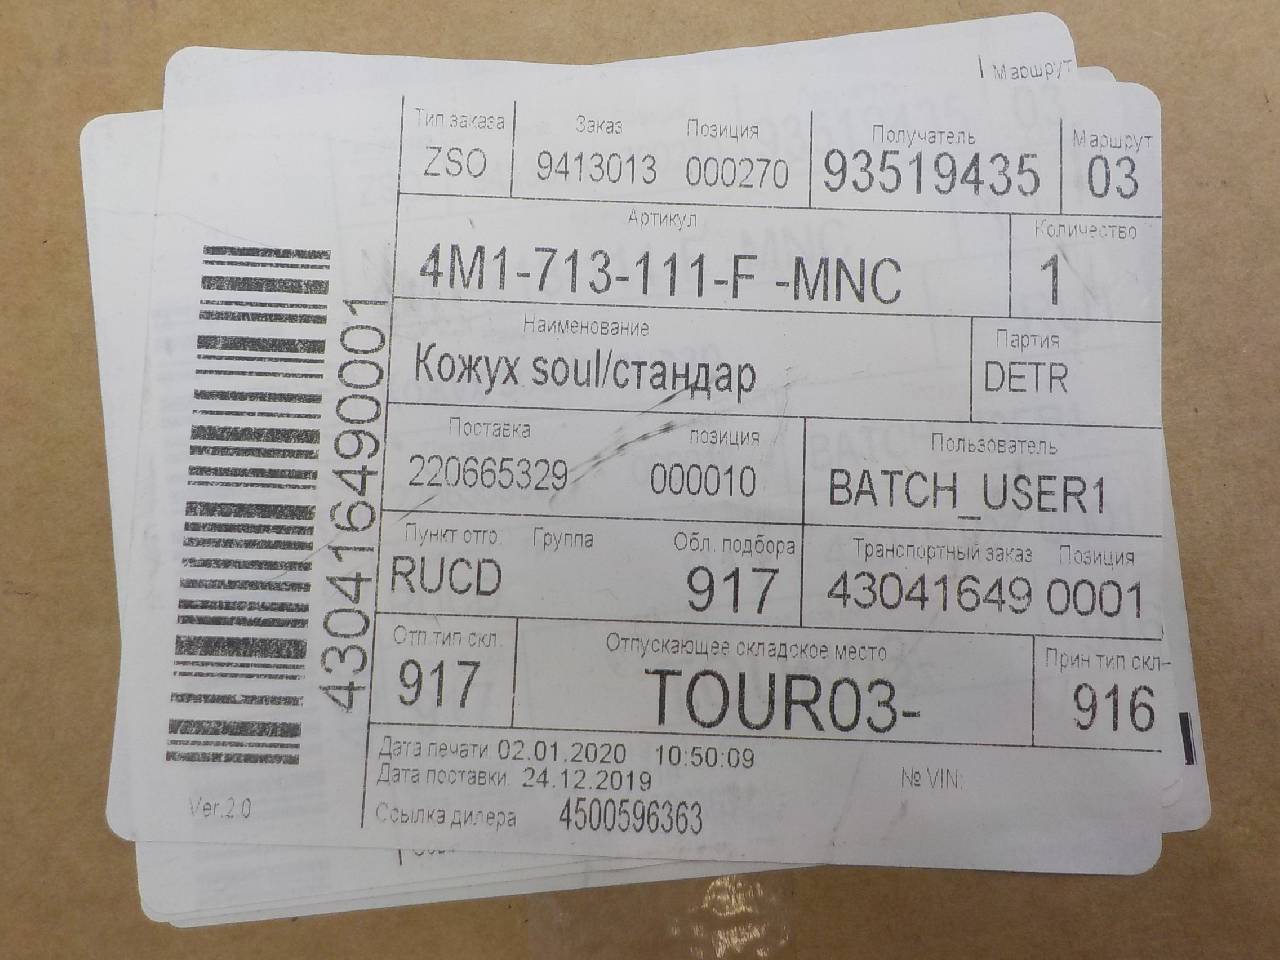 Маршрут
Тип заказа Заказ Позиция Получатель Маршрут
ZSO 9413013 000270 93519435 03
Артикул Количество
4M1-713-111-F -MNC 1
Наименование Партия
Кожух soul/стандар DETR
Поставка позиция Пользователь
220665329 000010 BATCH_USER1
Пункт отго. Группа Обл. подбора Транспортный заказ Позиция
RUCD 917 43041649 0001
Отп.тип скл. Отпускающее складское место Прин тип скл-
917 TOUR03- 916
Дата печати 02.01.2020 10:50:09
Дата поставки. 24.12.2019 № VIN:
Ссылка дилера 4500596363
430416490001
Ver.2.0